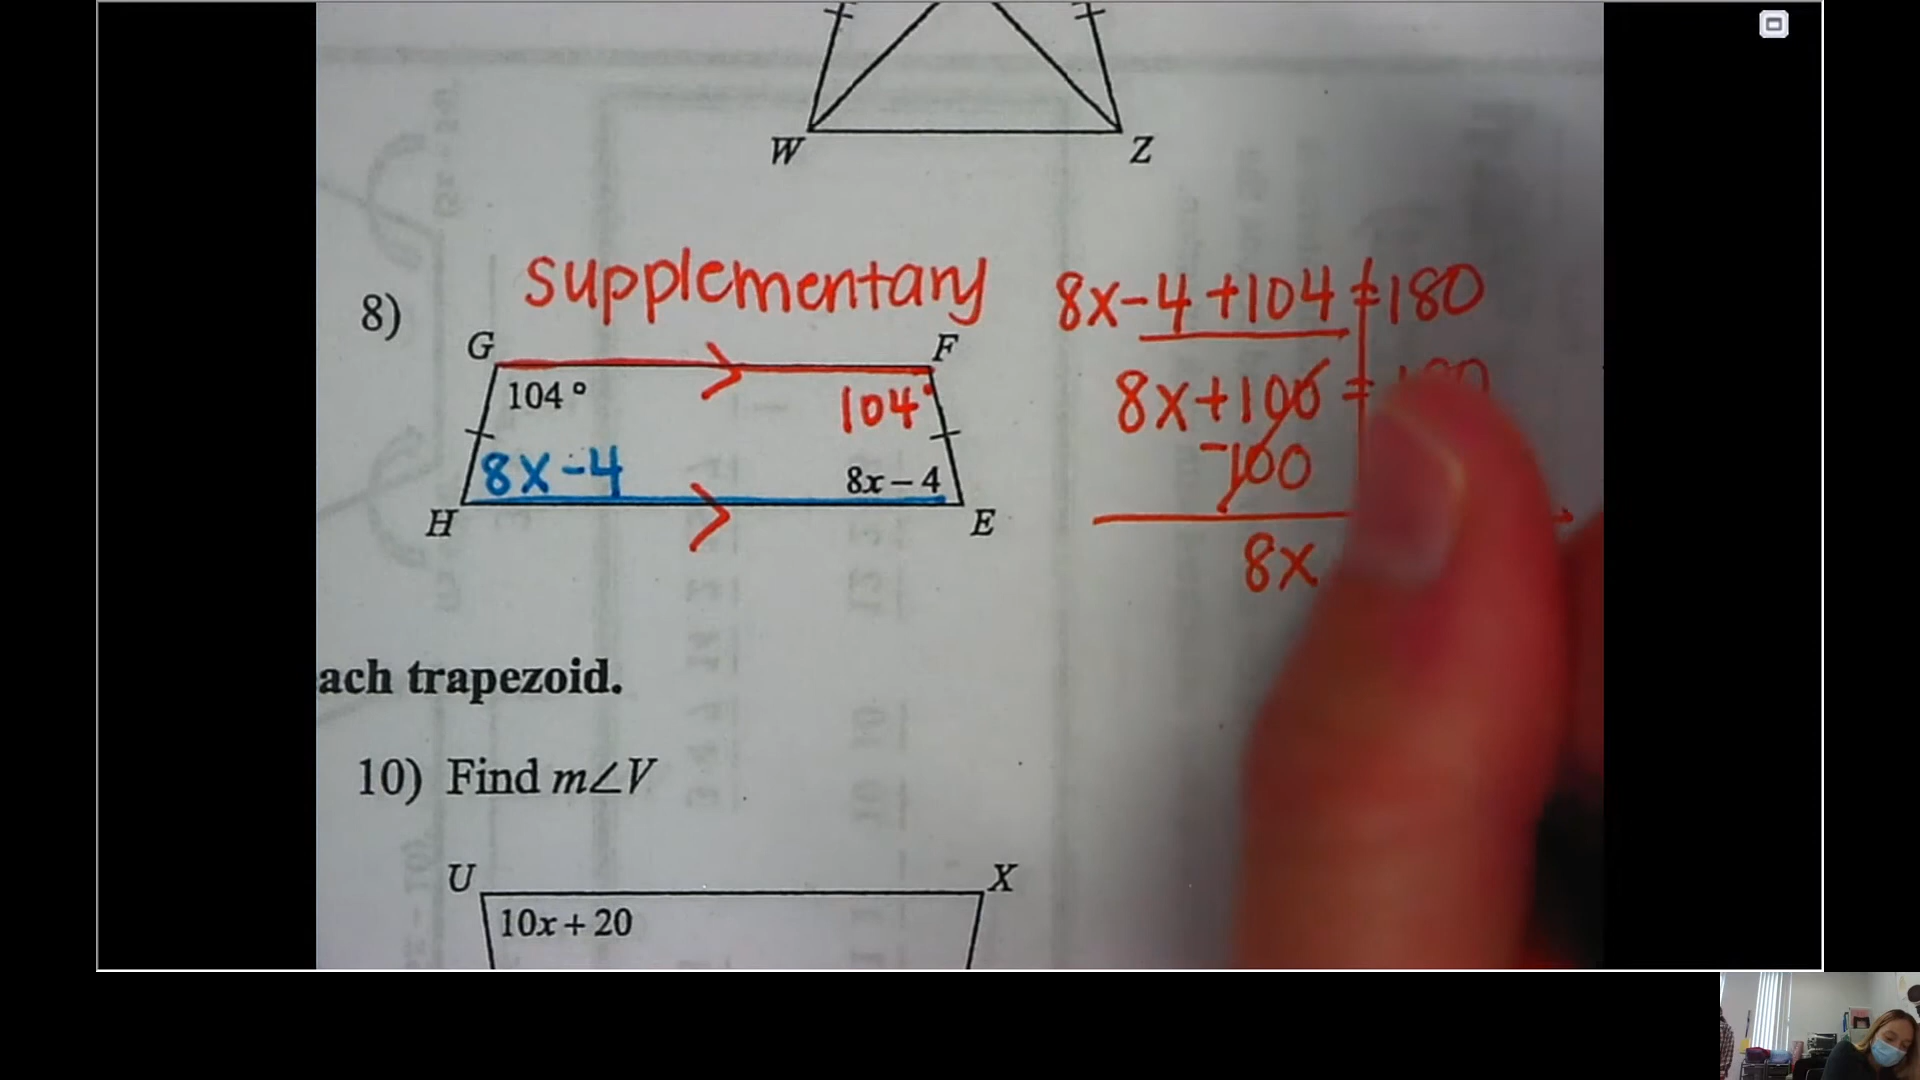 W
Z
supplementary
8x-4+104=180
8)
G
F
104°
104°
8x+100=
-100
8x-4
8x – 4
H
E
8x
ach trapezoid.
10) Find m∠V
U
X
10x + 20